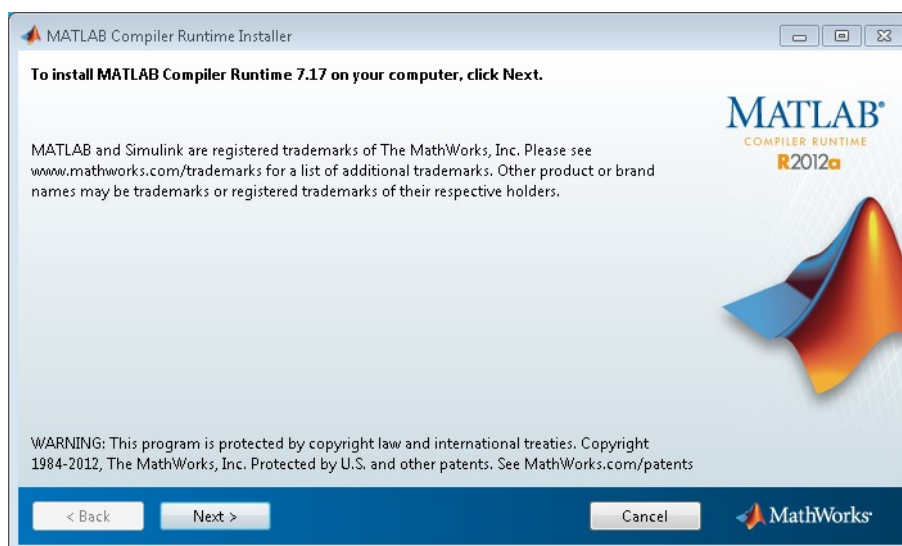 MATLAB Compiler Runtime Installer
To install MATLAB Compiler Runtime 7.17 on your computer, click Next.
MATLAB®
COMPILER RUNTIME
R2012a
MATLAB and Simulink are registered trademarks of The MathWorks, Inc. Please see
www.mathworks.com/trademarks for a list of additional trademarks. Other product or brand
names may be trademarks or registered trademarks of their respective holders.
WARNING: This program is protected by copyright law and international treaties. Copyright
1984-2012, The MathWorks, Inc. Protected by U.S. and other patents. See MathWorks.com/patents
< Back
Next >
Cancel
MathWorks®